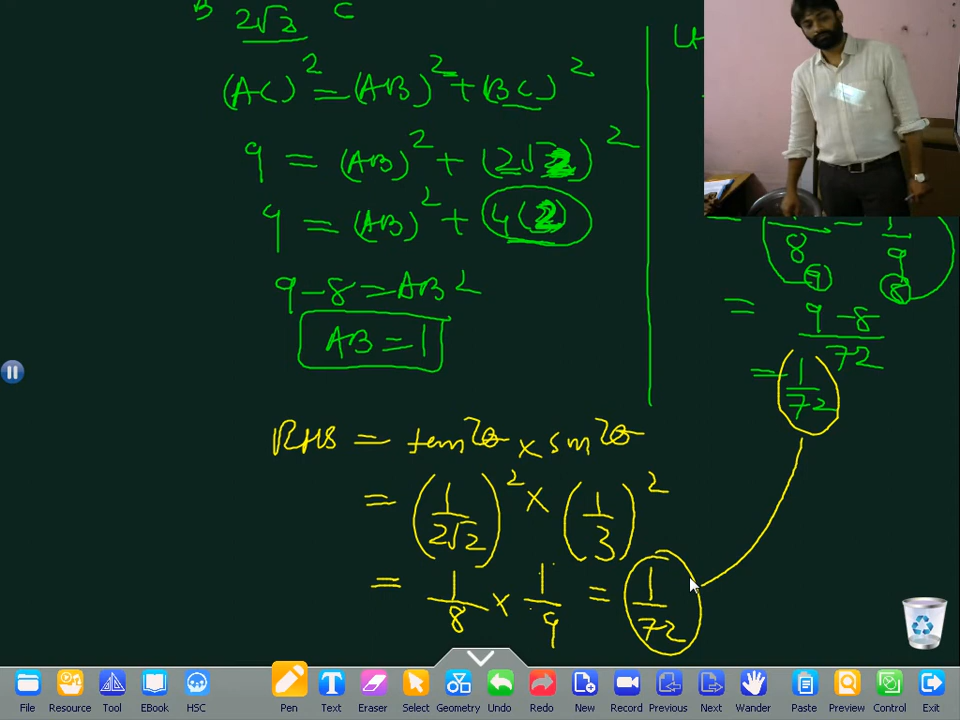 B 2√2 C
(AC)² = (AB)² + (BC)²
9 = (AB)² + (2√2)²
9 = (AB)² + 4(2)
9 - 8 = AB²
AB = 1
8 9
9 8
= 9 - 8 / 72
= 1/72
RHS = tan²θ × sin²θ
= (1/2√2)² × (1/3)²
= 1/8 × 1/9 = 1/72
File Resource Tools EBook HSC Pen Text Eraser Select Geometry Undo Redo New Record Previous Next Wander Paste Preview Control Exit